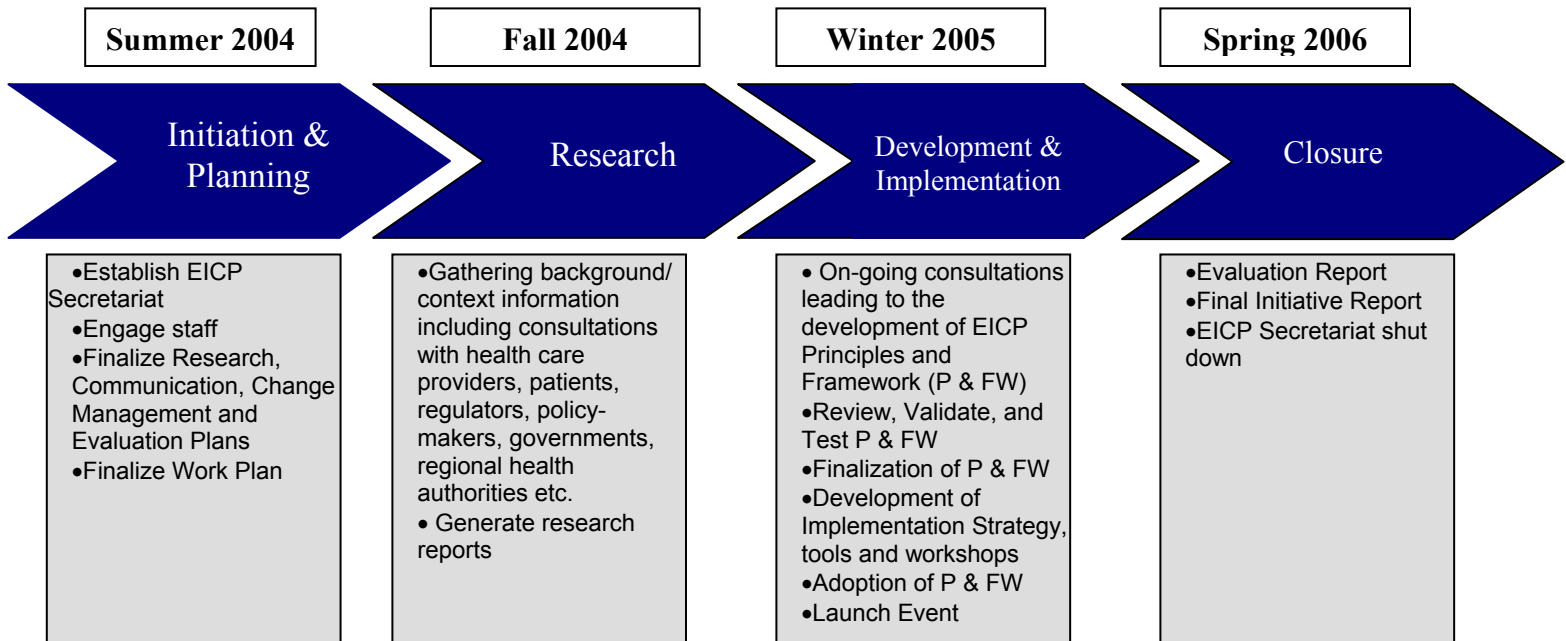 Summer 2004
Fall 2004
Winter 2005
Spring 2006
Initiation &
Planning
Research
Development &
Implementation
Closure
•Establish EICP
Secretariat
•Engage staff
•Finalize Research,
Communication, Change
Management and
Evaluation Plans
•Finalize Work Plan
•Gathering background/
context information
including consultations
with health care
providers, patients,
regulators, policy-
makers, governments,
regional health
authorities etc.
• Generate research
reports
• On-going consultations
leading to the
development of EICP
Principles and
Framework (P & FW)
•Review, Validate, and
Test P & FW
•Finalization of P & FW
•Development of
Implementation Strategy,
tools and workshops
•Adoption of P & FW
•Launch Event
•Evaluation Report
•Final Initiative Report
•EICP Secretariat shut
down